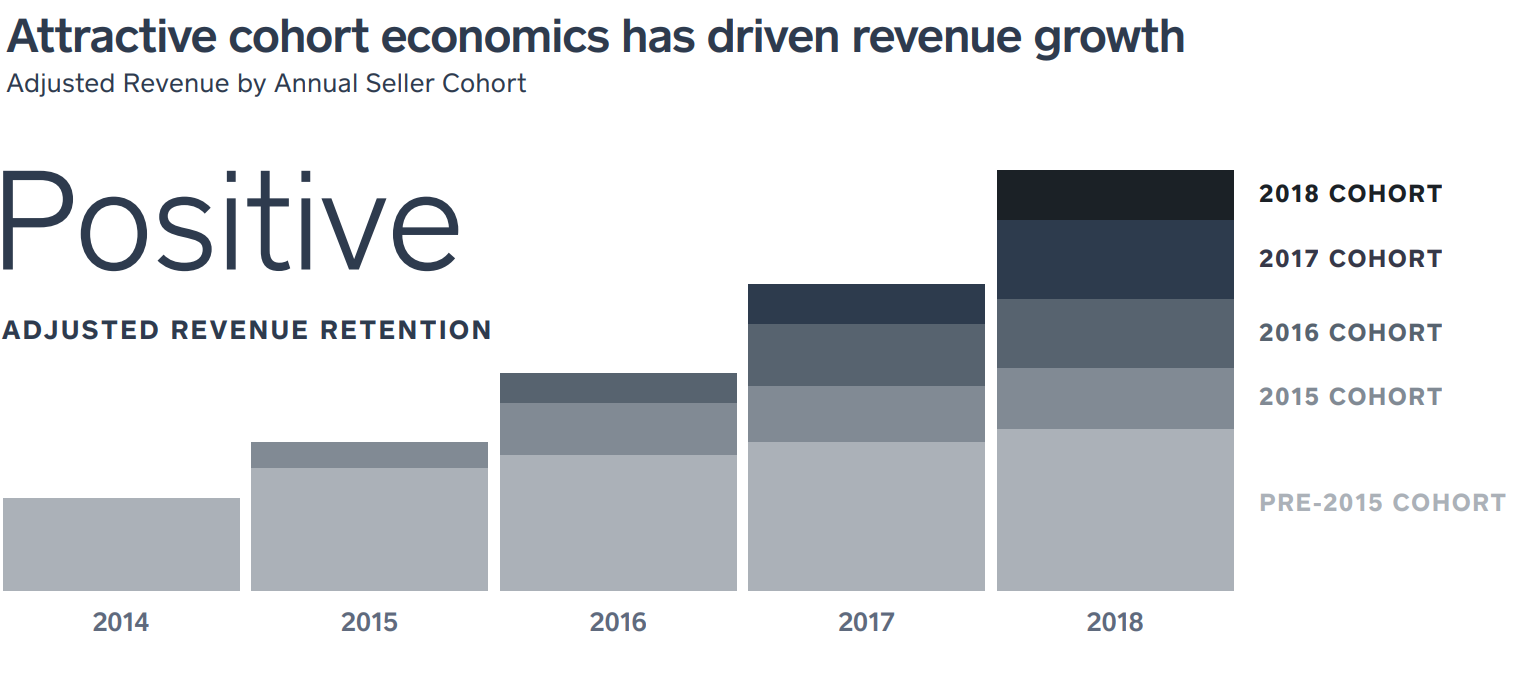 Attractive cohort economics has driven revenue growth
Adjusted Revenue by Annual Seller Cohort
Positive
ADJUSTED REVENUE RETENTION
2018 COHORT
2017 COHORT
2016 COHORT
2015 COHORT
PRE-2015 COHORT
2014
2015
2016
2017
2018